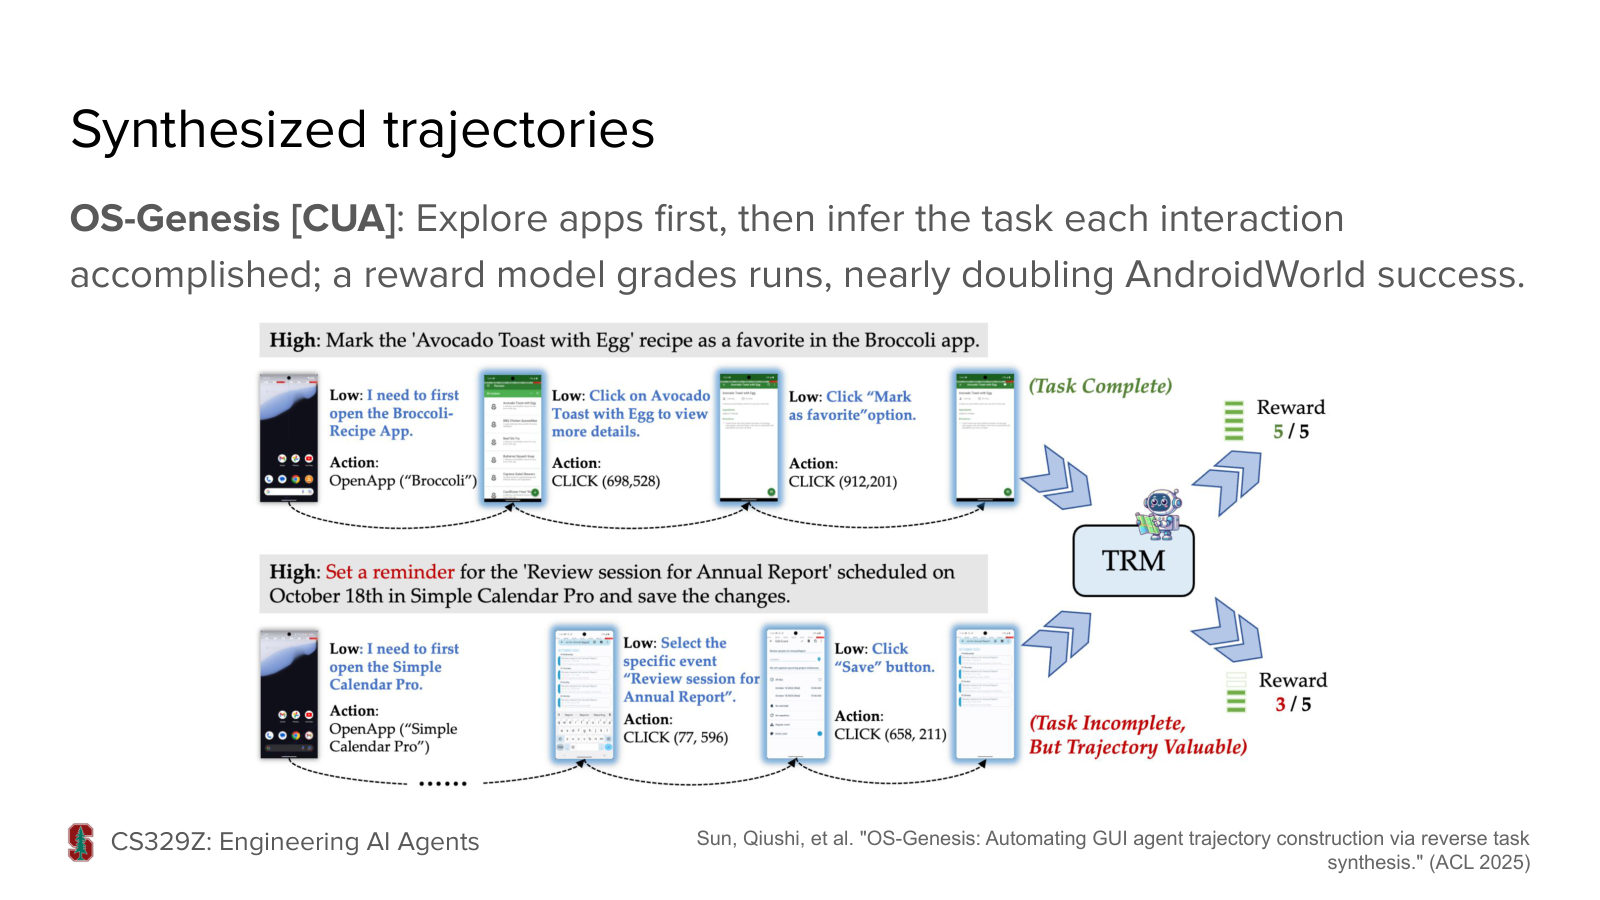 Synthesized trajectories
OS-Genesis [CUA]: Explore apps first, then infer the task each interaction
accomplished; a reward model grades runs, nearly doubling AndroidWorld success.
High: Mark the 'Avocado Toast with Egg' recipe as a favorite in the Broccoli app.
Low: I need to first
open the Broccoli-
Recipe App.
Action:
OpenApp (“Broccoli”)
Low: Click on Avocado
Toast with Egg to view
more details.
Action:
CLICK (698,528)
Low: Click “Mark
as favorite”option.
Action:
CLICK (912,201)
(Task Complete)
Reward
5 / 5
TRM
High: Set a reminder for the 'Review session for Annual Report' scheduled on
October 18th in Simple Calendar Pro and save the changes.
Low: I need to first
open the Simple
Calendar Pro.
Action:
OpenApp (“Simple
Calendar Pro”)
......
Low: Select the
specific event
“Review session for
Annual Report”.
Action:
CLICK (77, 596)
Low: Click
“Save” button.
Action:
CLICK (658, 211)
(Task Incomplete,
But Trajectory Valuable)
Reward
3 / 5
CS329Z: Engineering AI Agents
Sun, Qiushi, et al. "OS-Genesis: Automating GUI agent trajectory construction via reverse task
synthesis." (ACL 2025)